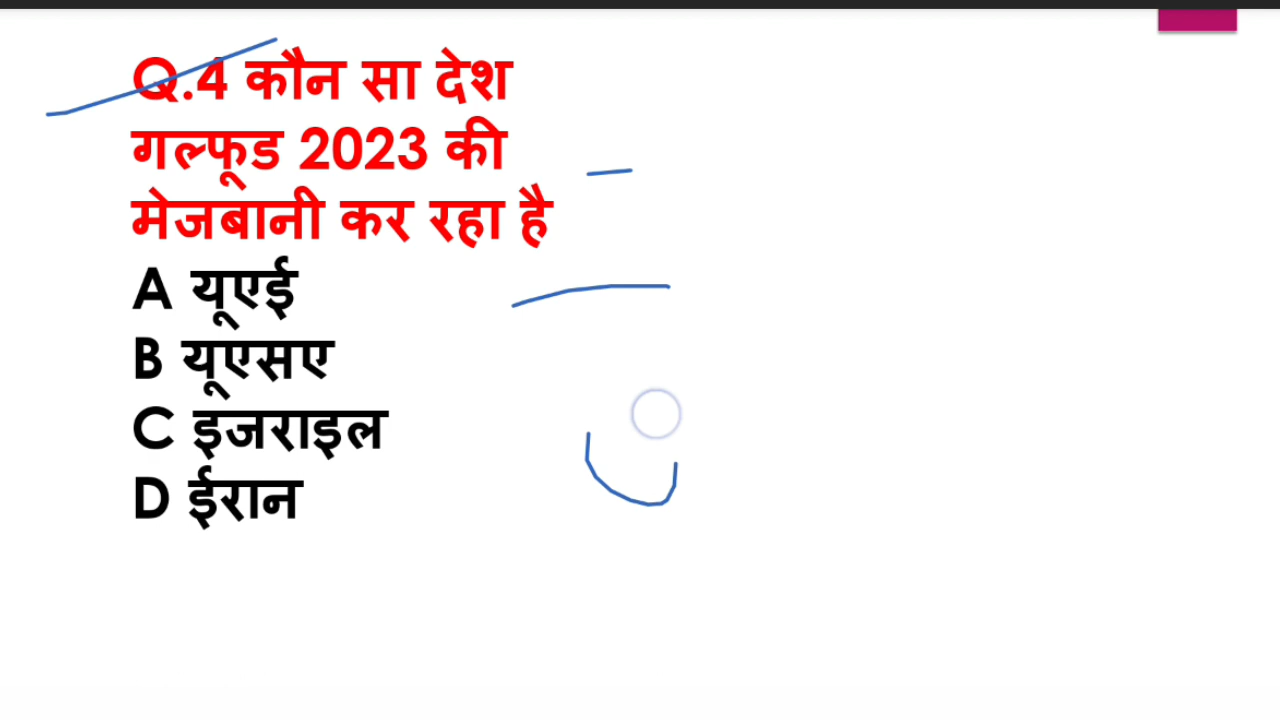 Q.4 कौन सा देश
गल्फूड 2023 की
मेजबानी कर रहा है
A यूएई
B यूएसए
C इजराइल
D ईरान